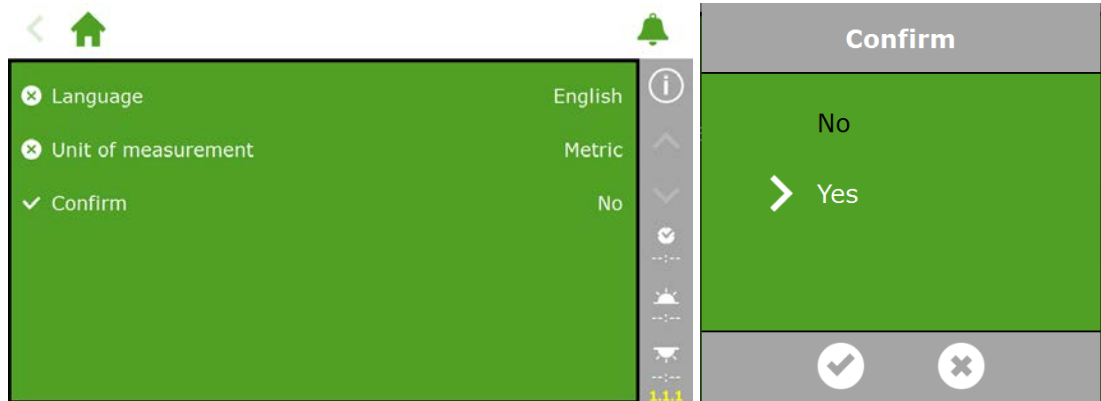 Language English
Unit of measurement Metric
Confirm No
--:--
--:--
--:--
1.1.1
Confirm
No
Yes